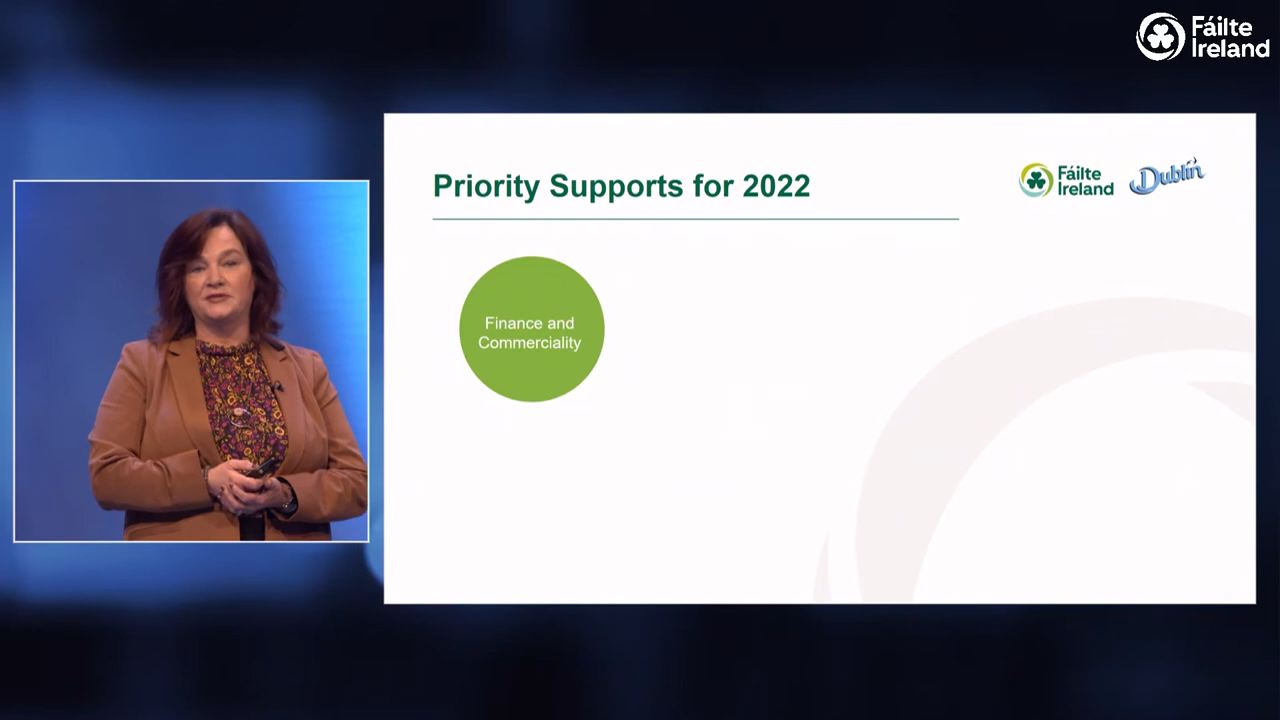 Fáilte
Ireland
Priority Supports for 2022
Fáilte
Ireland
Dublin
Finance and
Commerciality